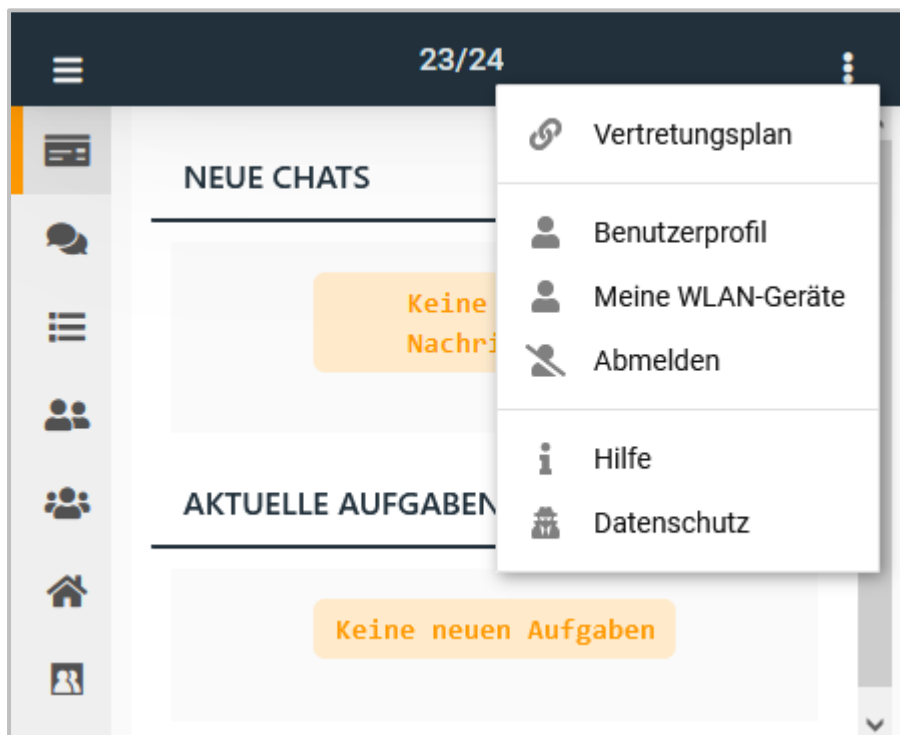 23/24
Vertretungsplan
Benutzerprofil
Meine WLAN-Geräte
Abmelden
Hilfe
Datenschutz
NEUE CHATS
Keine
Nachri
AKTUELLE AUFGABEN
Keine neuen Aufgaben